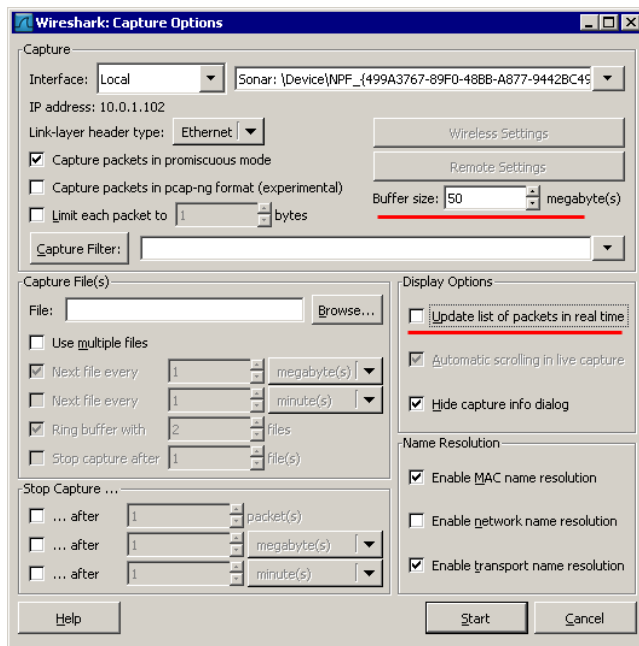 Wireshark: Capture Options
Capture
Interface: Local Sonar: \Device\NPF_{499A3767-89F0-48BB-A877-9442BC49
IP address: 10.0.1.102
Link-layer header type: Ethernet
Wireless Settings
Capture packets in promiscuous mode
Remote Settings
Capture packets in pcap-ng format (experimental)
Buffer size: 50 megabyte(s)
Limit each packet to 1 bytes
Capture Filter:
Capture File(s)
File: Browse...
Use multiple files
Next file every 1 megabyte(s)
Next file every 1 minute(s)
Ring buffer with 2 files
Stop capture after 1 file(s)
Display Options
Update list of packets in real time
Automatic scrolling in live capture
Hide capture info dialog
Stop Capture ...
... after 1 packet(s)
... after 1 megabyte(s)
... after 1 minute(s)
Name Resolution
Enable MAC name resolution
Enable network name resolution
Enable transport name resolution
Help Start Cancel